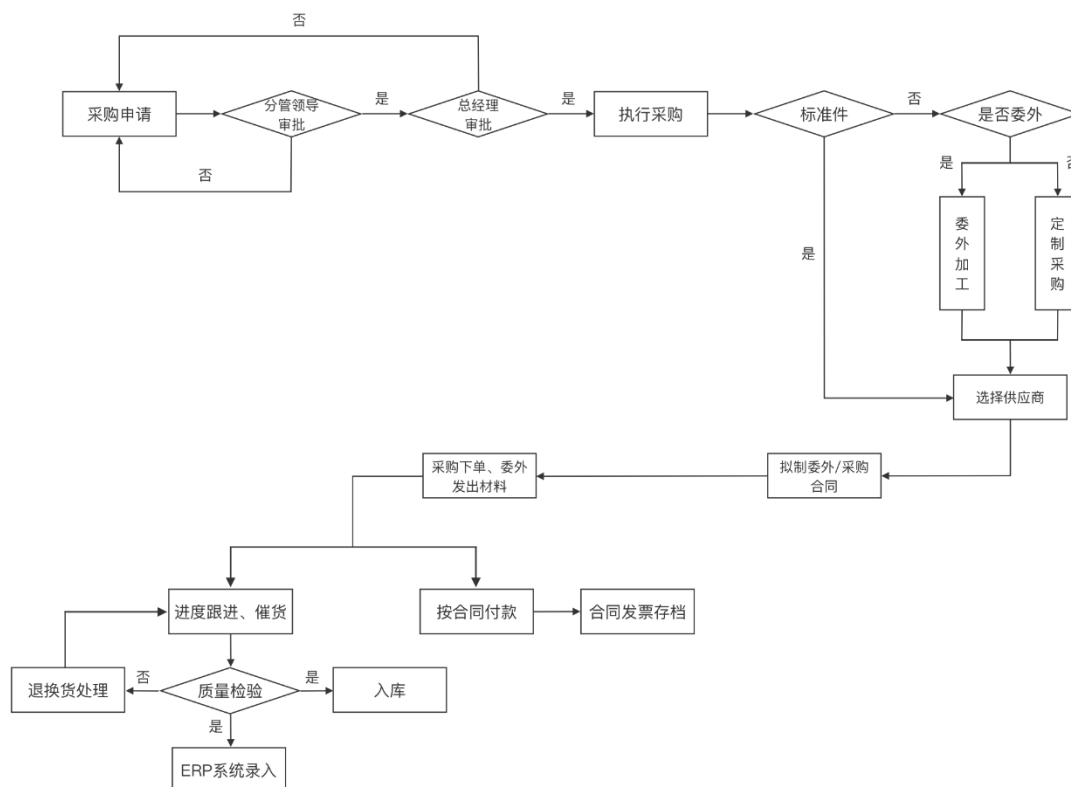 否
采购申请
分管领导
审批
是
总经理
审批
是
执行采购
标准件
否
是否委外
否
是
否
是
委
外
加
工
定
制
采
购
选择供应商
采购下单、委外
发出材料
拟制委外/采购
合同
进度跟进、催货
按合同付款
合同发票存档
退换货处理
否
质量检验
是
入库
是
ERP系统录入